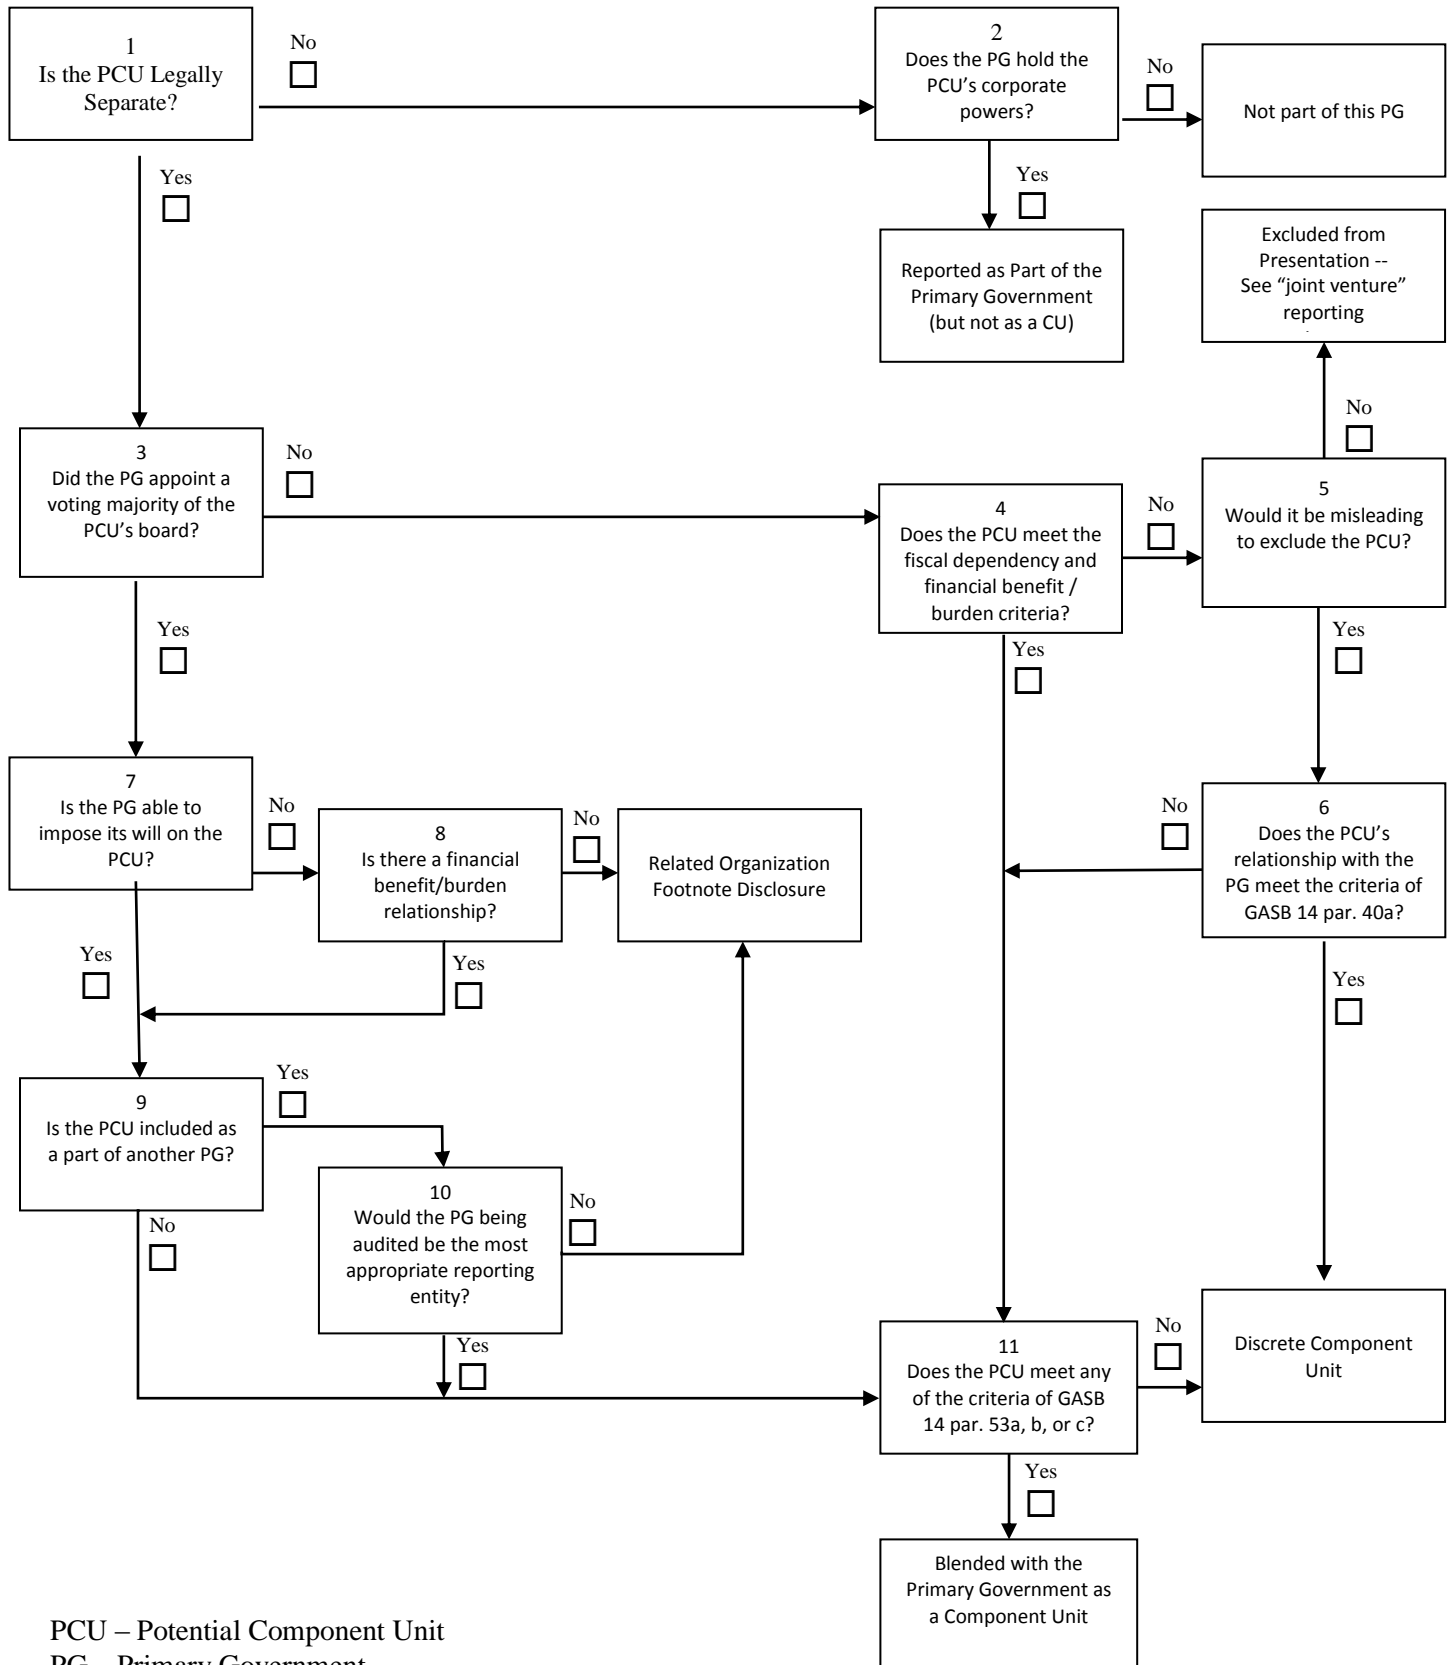 1
Is the PCU Legally
Separate?
No
2
Does the PG hold the
PCU's corporate
powers?
No
Not part of this PG
Yes
Yes
Reported as Part of the
Primary Government
(but not as a CU)
Excluded from
Presentation --
See “joint venture”
reporting
No
3
Did the PG appoint a
voting majority of the
PCU’s board?
No
4
Does the PCU meet the
fiscal dependency and
financial benefit /
burden criteria?
No
5
Would it be misleading
to exclude the PCU?
Yes
Yes
Yes
7
Is the PG able to
impose its will on the
PCU?
No
8
Is there a financial
benefit/burden
relationship?
No
Related Organization
Footnote Disclosure
No
6
Does the PCU’s
relationship with the
PG meet the criteria of
GASB 14 par. 40a?
Yes
Yes
Yes
9
Is the PCU included as
a part of another PG?
Yes
10
Would the PG being
audited be the most
appropriate reporting
entity?
No
No
Yes
11
Does the PCU meet any
of the criteria of GASB
14 par. 53a, b, or c?
No
Discrete Component
Unit
Yes
Blended with the
Primary Government as
a Component Unit
PCU – Potential Component Unit
PG – Primary Government